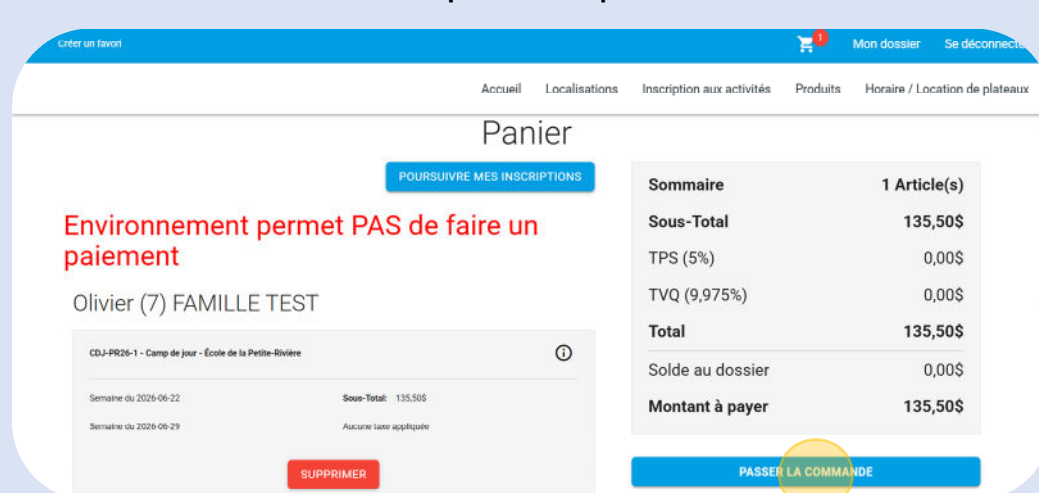 Créer un favori
1
Mon dossier Se déconnecte
Accueil Localisations Inscription aux activités Produits Horaire / Location de plateaux
Panier
POURSUIVRE MES INSCRIPTIONS
Environnement permet PAS de faire un
paiement
Olivier (7) FAMILLE TEST
CDJ-PR26-1 - Camp de jour - École de la Petite-Rivière
Semaine du 2026-06-22 Sous-Total: 135,50$
Semaine du 2026-06-29 Aucune taxe appliquée
SUPPRIMER
Sommaire 1 Article(s)
Sous-Total 135,50$
TPS (5%) 0,00$
TVQ (9,975%) 0,00$
Total 135,50$
Solde au dossier 0,00$
Montant à payer 135,50$
PASSER LA COMMANDE